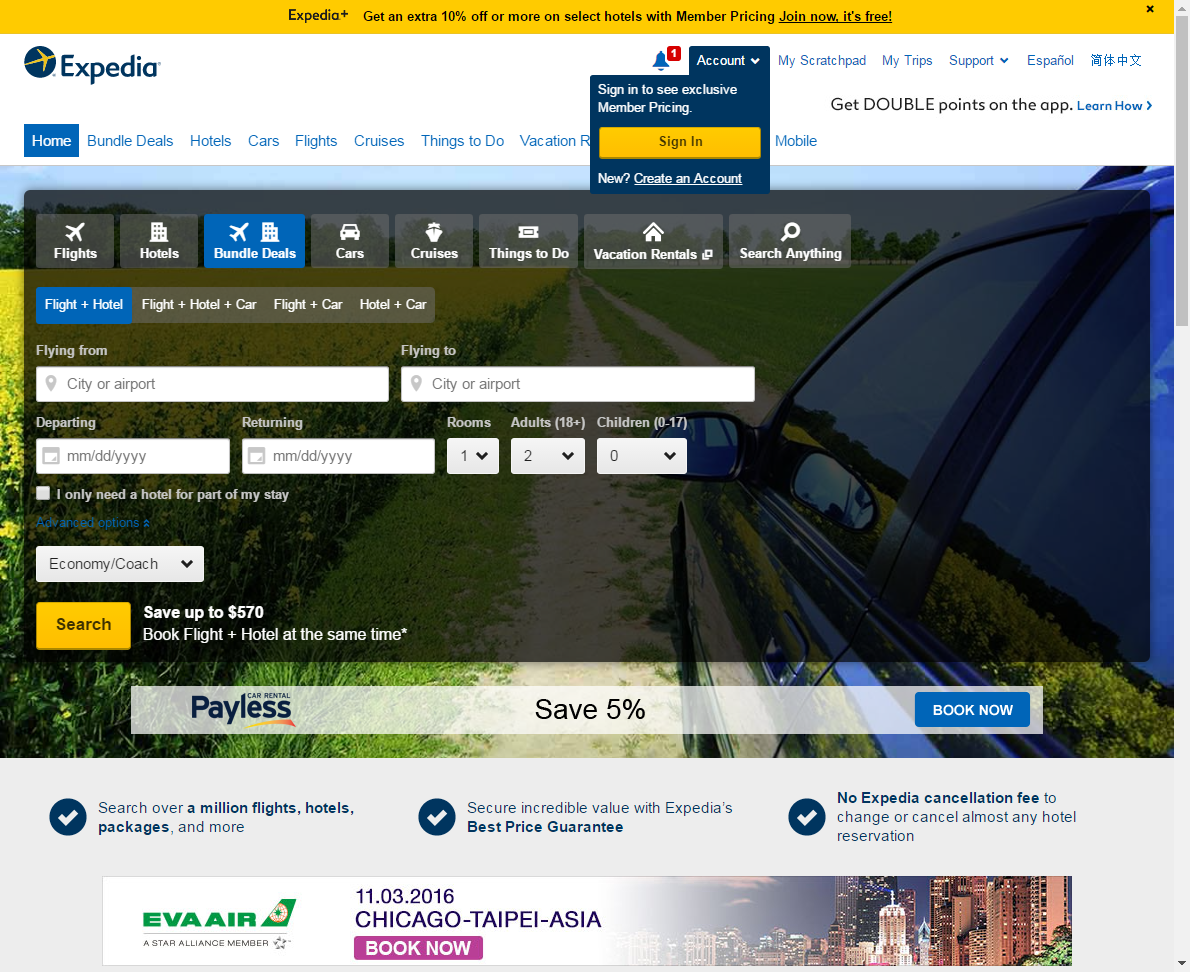 Expedia+ Get an extra 10% off or more on select hotels with Member Pricing Join now, it's free!
Expedia
1
Account
My Scratchpad
My Trips
Support
Español
简体中文
Sign in to see exclusive
Member Pricing.
Sign In
New? Create an Account
Get DOUBLE points on the app. Learn How
Home
Bundle Deals
Hotels
Cars
Flights
Cruises
Things to Do
Vacation R
Mobile
Flights
Hotels
Bundle Deals
Cars
Cruises
Things to Do
Vacation Rentals
Search Anything
Flight + Hotel
Flight + Hotel + Car
Flight + Car
Hotel + Car
Flying from
Flying to
City or airport
City or airport
Departing
Returning
Rooms
Adults (18+)
Children (0-17)
mm/dd/yyyy
mm/dd/yyyy
1
2
0
I only need a hotel for part of my stay
Advanced options
Economy/Coach
Search
Save up to $570
Book Flight + Hotel at the same time*
CAR RENTAL
Payless
Save 5%
BOOK NOW
Search over a million flights, hotels,
packages, and more
Secure incredible value with Expedia's
Best Price Guarantee
No Expedia cancellation fee to
change or cancel almost any hotel
reservation
EVA AIR
A STAR ALLIANCE MEMBER
11.03.2016
CHICAGO-TAIPEI-ASIA
BOOK NOW